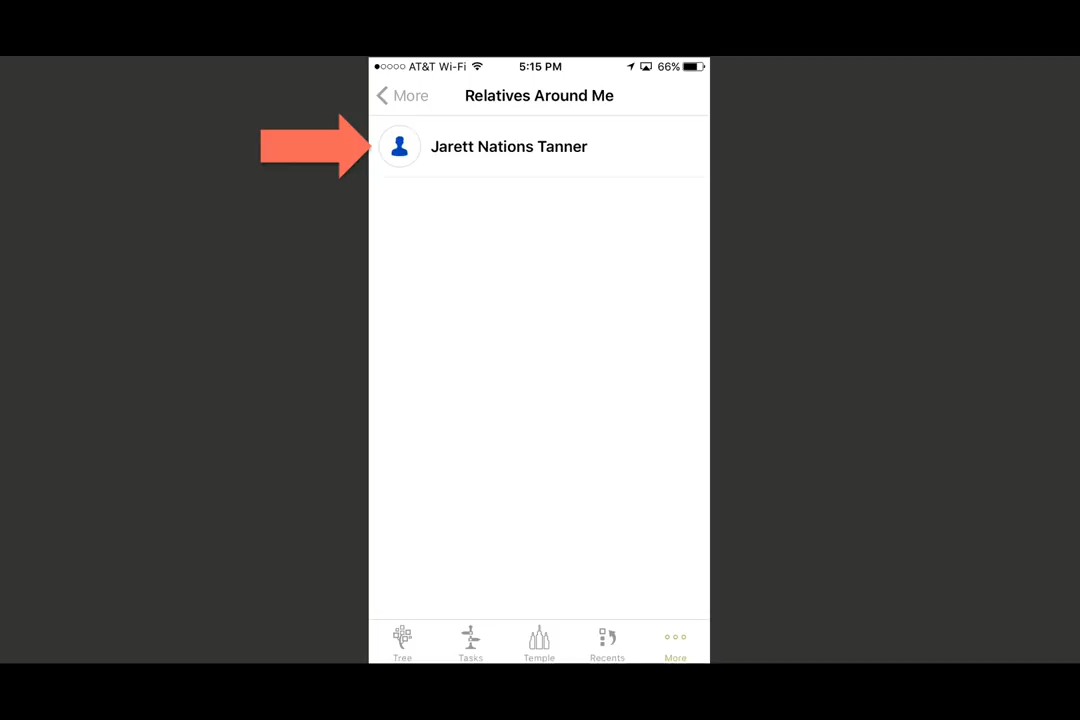 AT&T Wi-Fi 5:15 PM 66%
More Relatives Around Me
Jarett Nations Tanner
Tree Tasks Temple Recents More